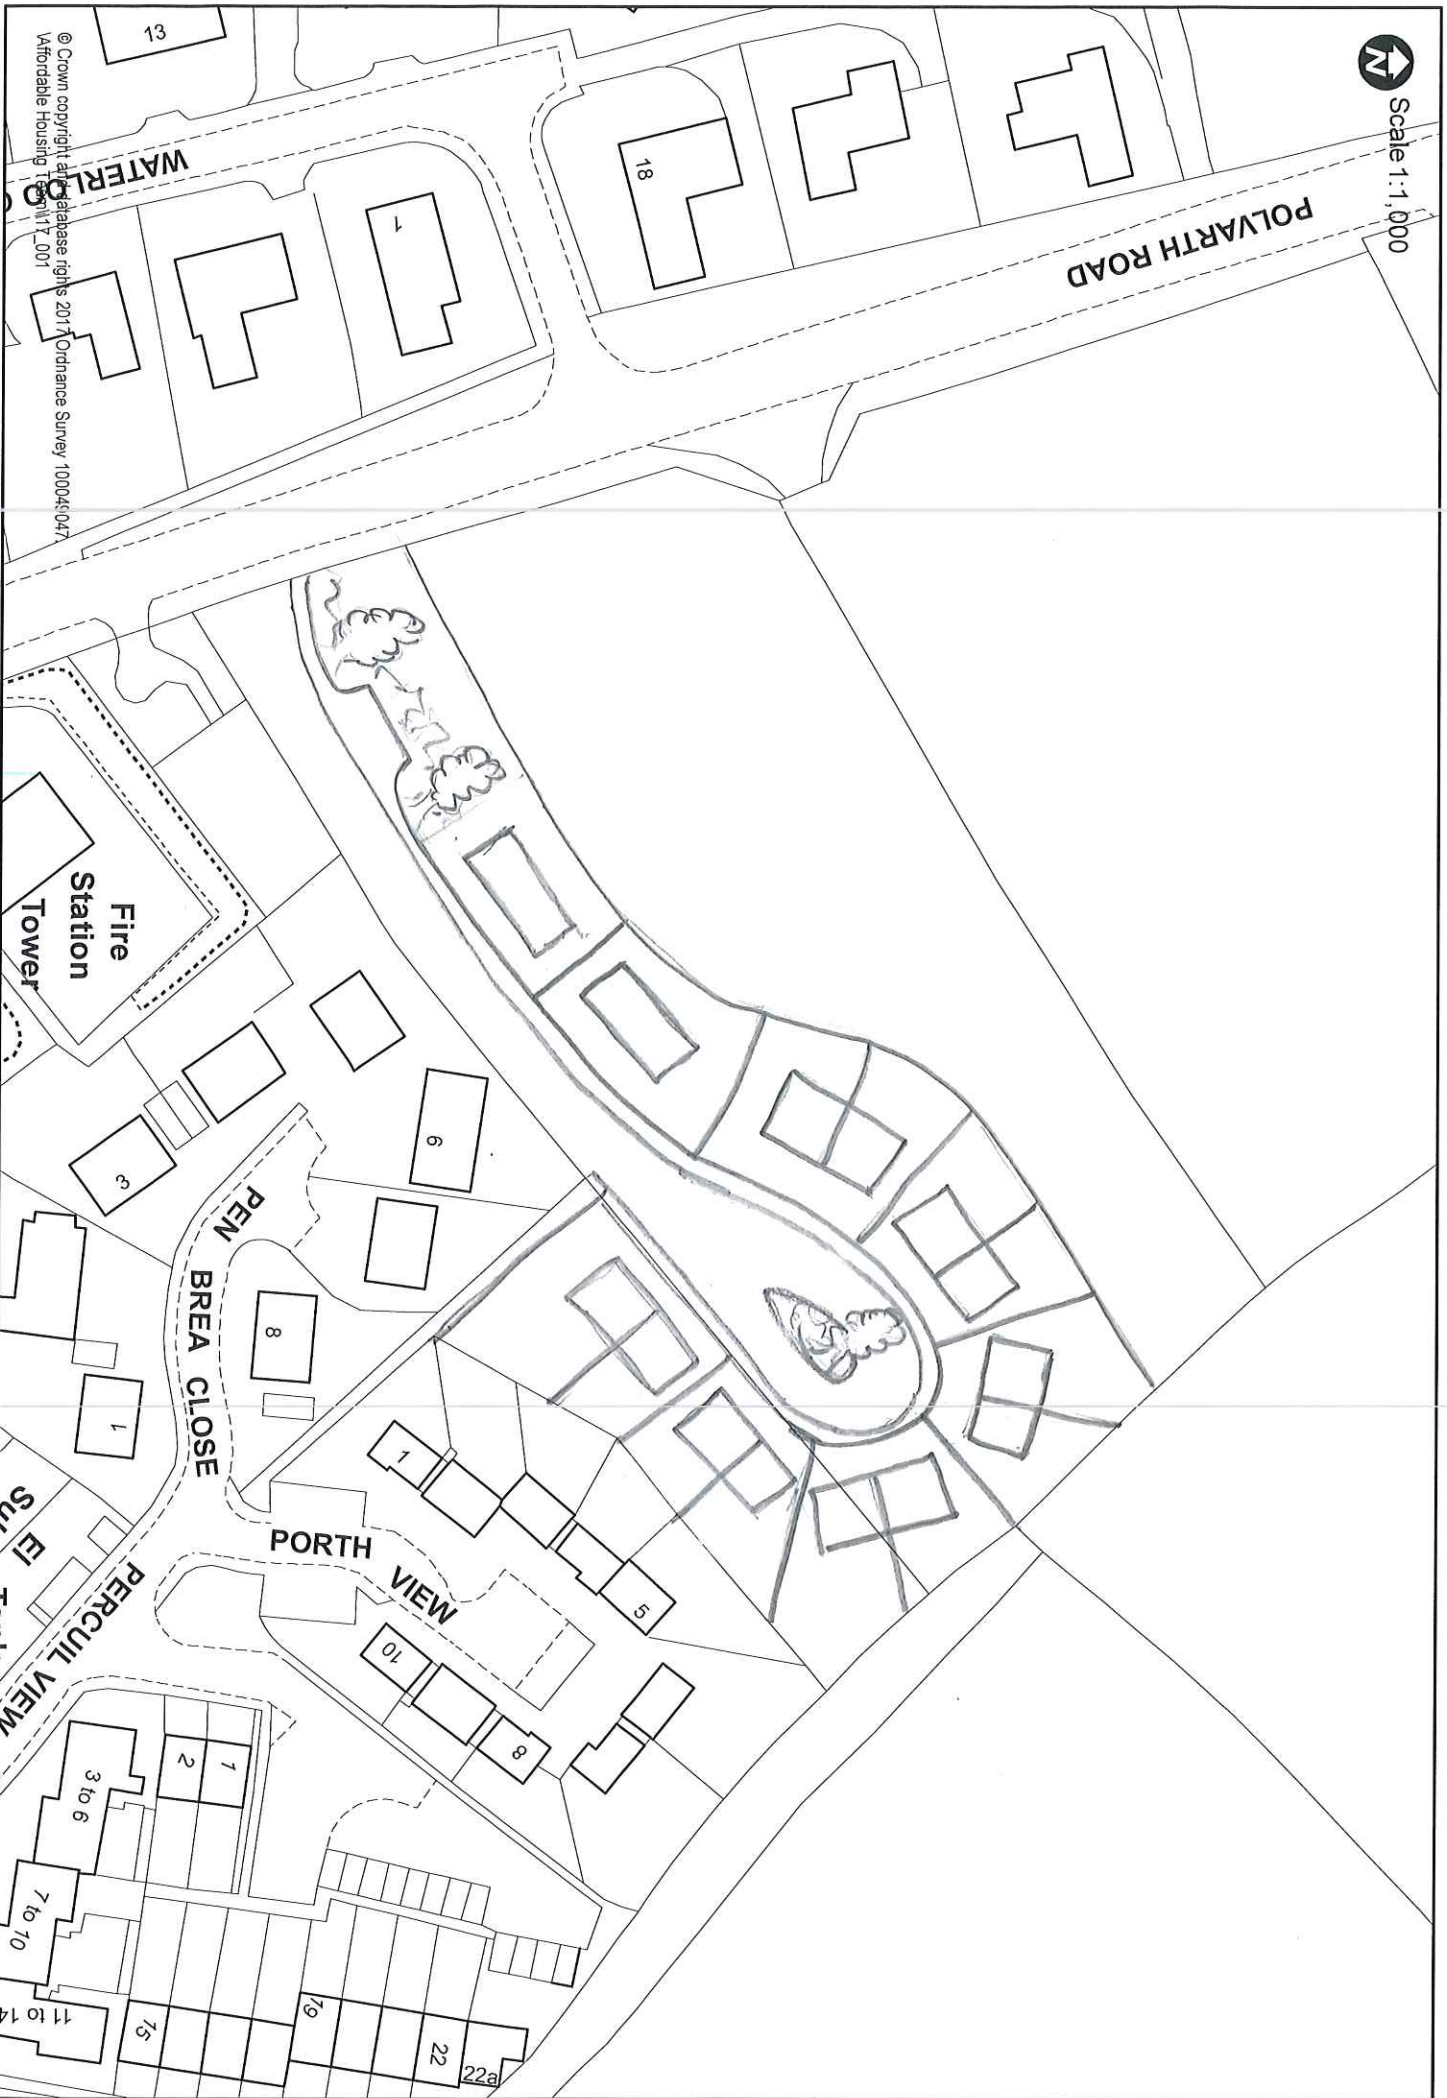 N
Scale 1:1,000
POLVARTH ROAD
13
WATERLOO C
18
1
© Crown copyright and database rights 2017 Ordnance Survey 100049047.
\Affordable Housing
17_001
Fire
Station
Tower
6
3
8
1
PEN
BREA CLOSE
1
5
PORTH
VIEW
10
8
El
PERCUIL VIEW
1
2
3 to 6
7 to 10
11 to 14
15
19
22
22a